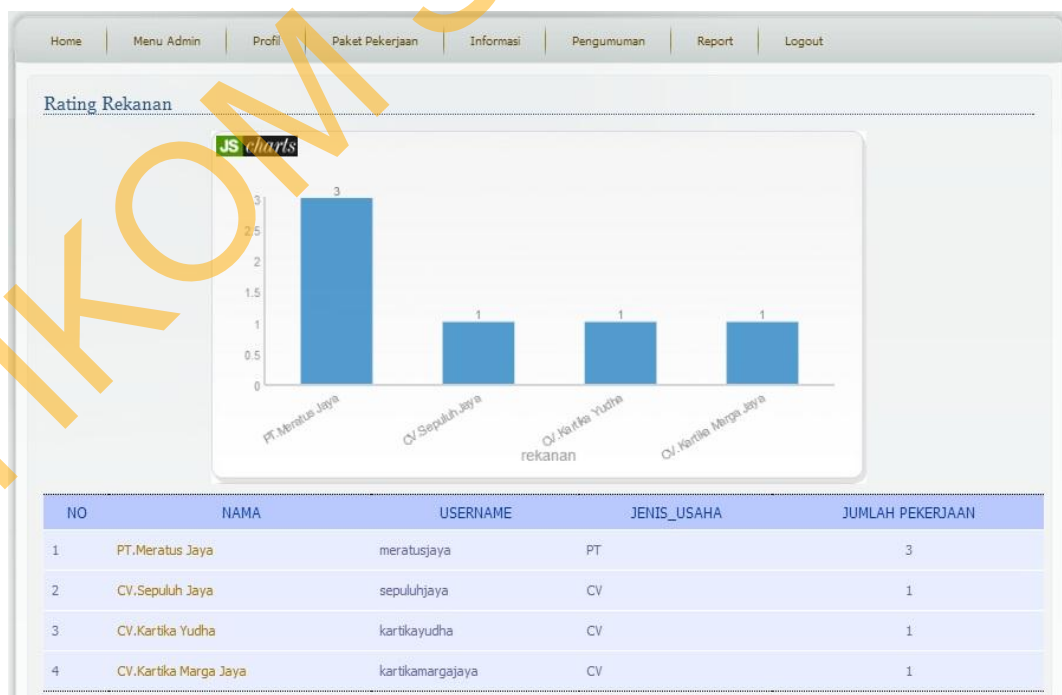 Home Menu Admin Profil Paket Pekerjaan Informasi Pengumuman Report Logout
Rating Rekanan
JS charts
3
3
2.5
2
1.5
1
1
1
1
0.5
0
PT.Meratus Jaya CV.Sepuluh Jaya CV.Kartika Yudha CV.Kartika Marga Jaya
rekanan
NO NAMA USERNAME JENIS_USAHA JUMLAH PEKERJAAN
1 PT.Meratus Jaya meratusjaya PT 3
2 CV.Sepuluh Jaya sepuluhjaya CV 1
3 CV.Kartika Yudha kartikayudha CV 1
4 CV.Kartika Marga Jaya kartikamargajaya CV 1
IKOM S